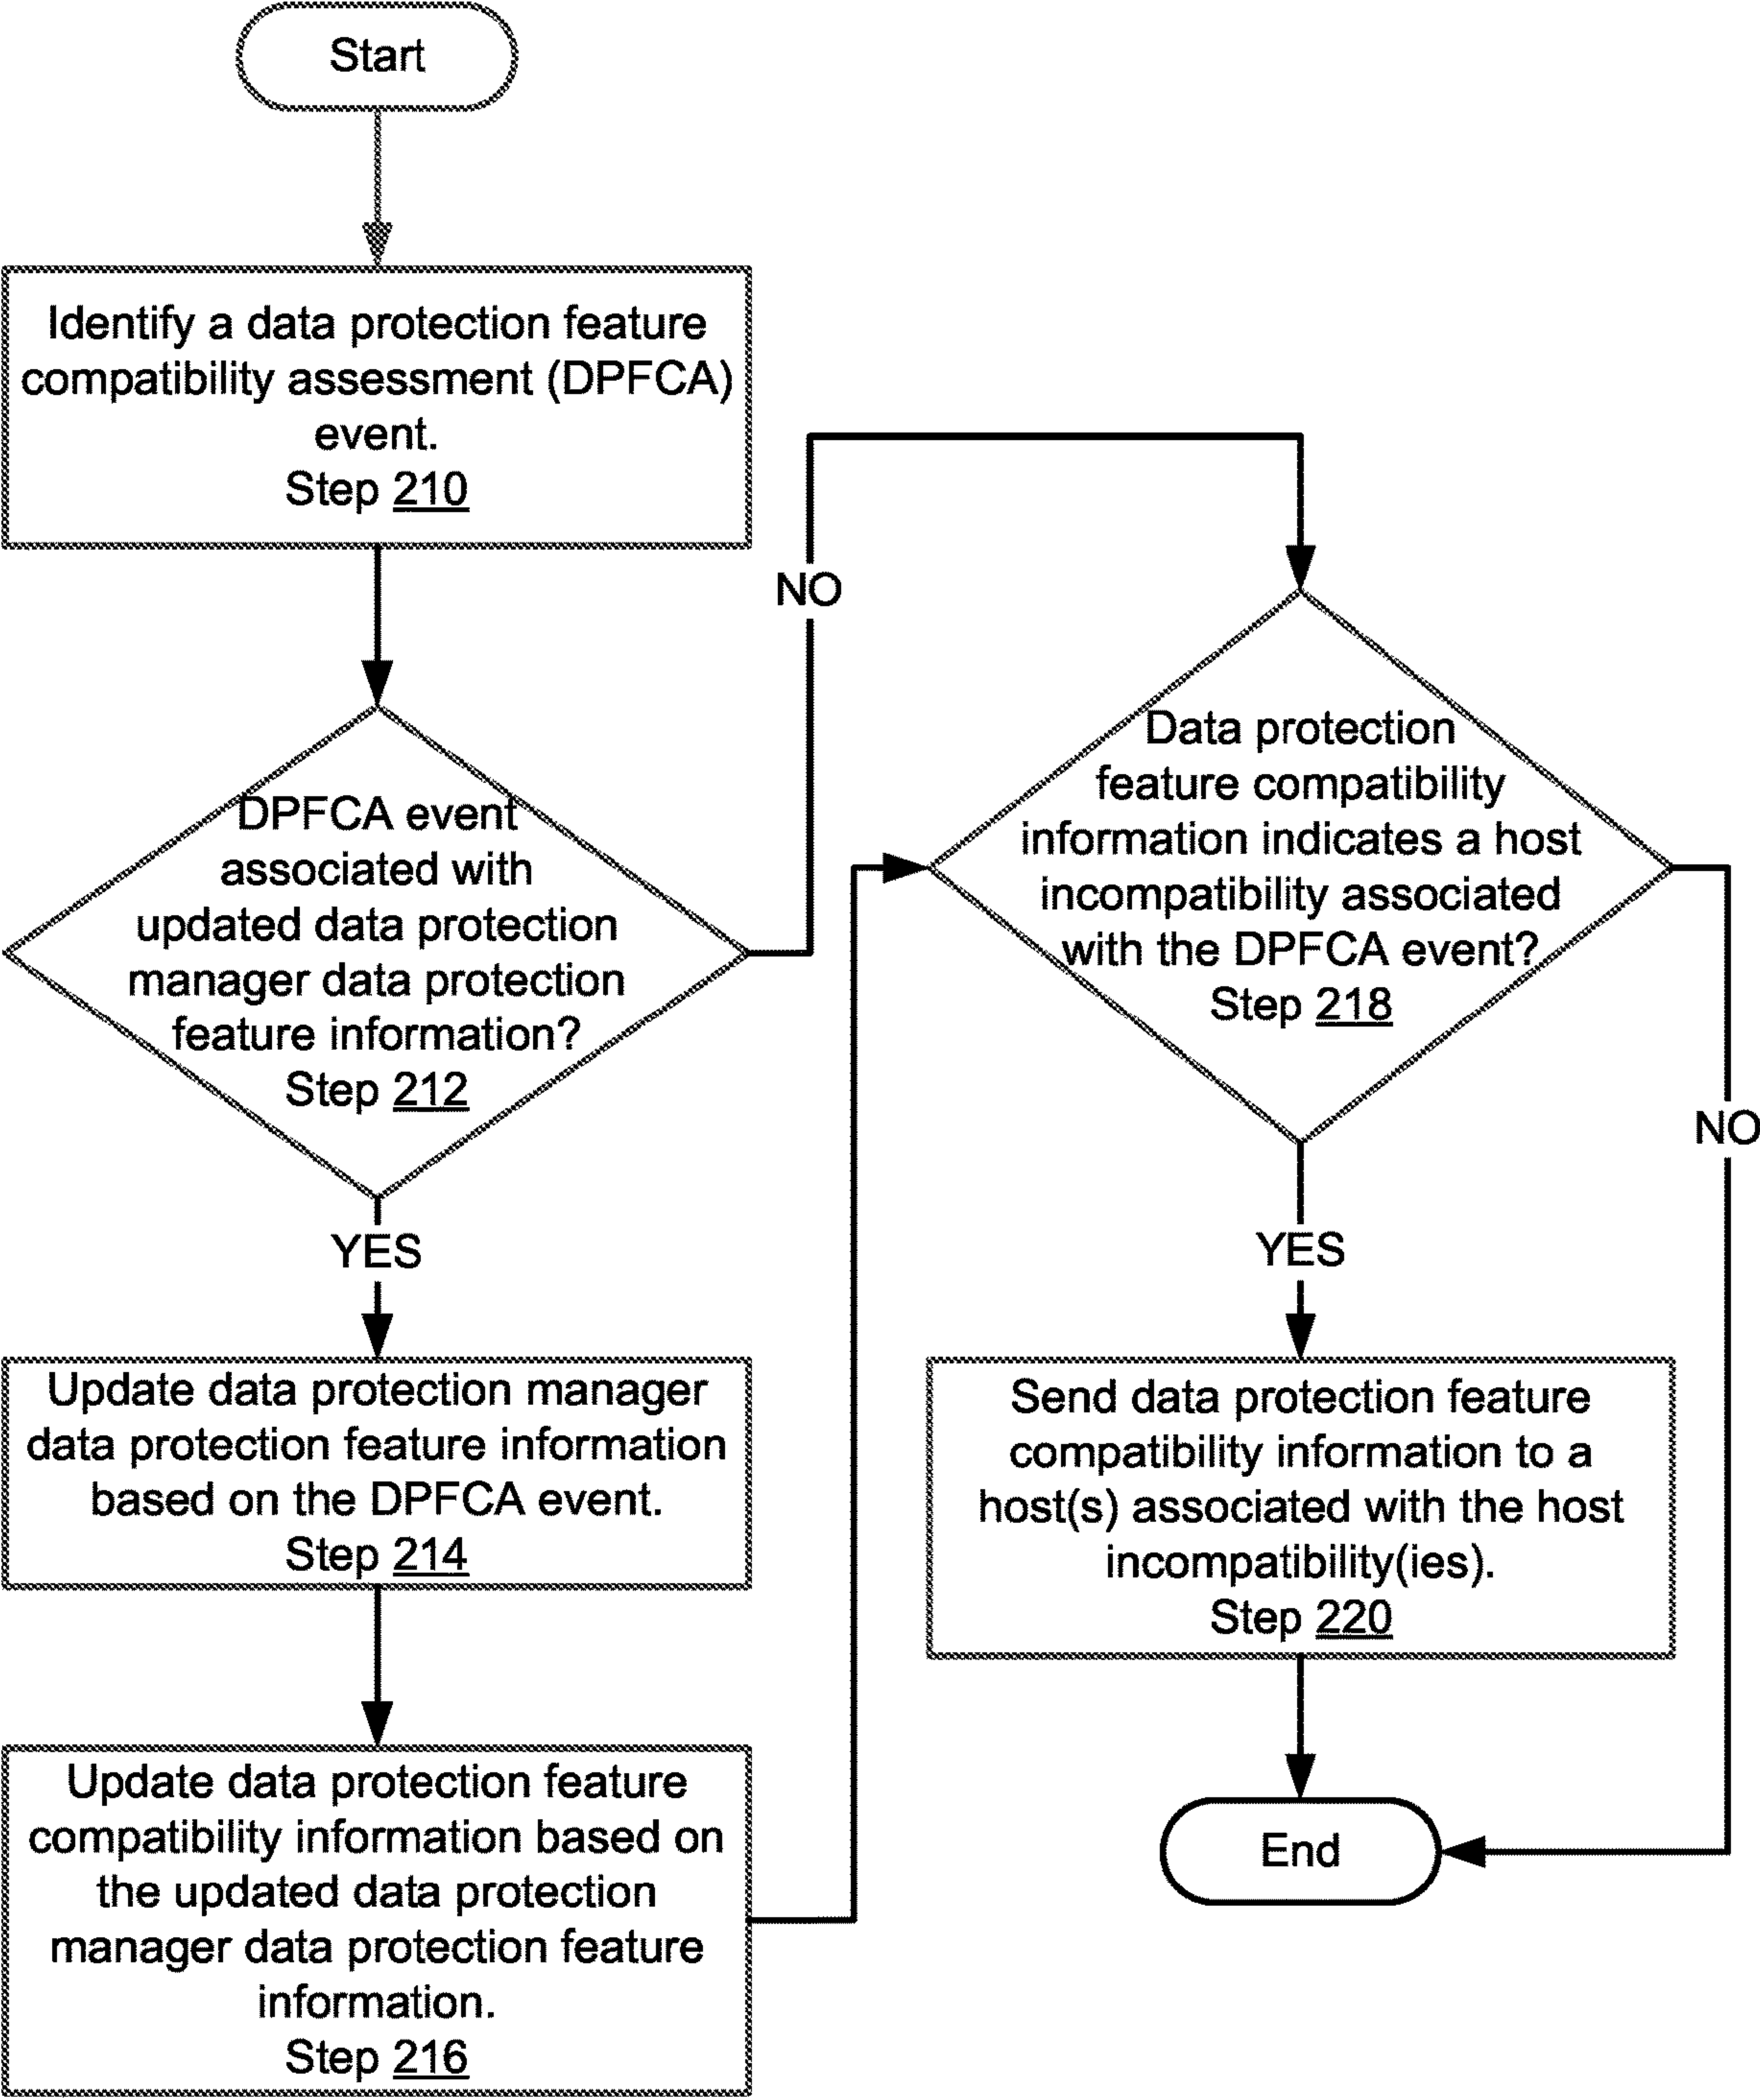 Start
Identify a data protection feature
compatibility assessment (DPFCA)
event.
Step 210
DPFCA event
associated with
updated data protection
manager data protection
feature information?
Step 212
NO
YES
Update data protection manager
data protection feature information
based on the DPFCA event.
Step 214
Update data protection feature
compatibility information based on
the updated data protection
manager data protection feature
information.
Step 216
Data protection
feature compatibility
information indicates a host
incompatibility associated
with the DPFCA event?
Step 218
NO
YES
Send data protection feature
compatibility information to a
host(s) associated with the host
incompatibility(ies).
Step 220
End